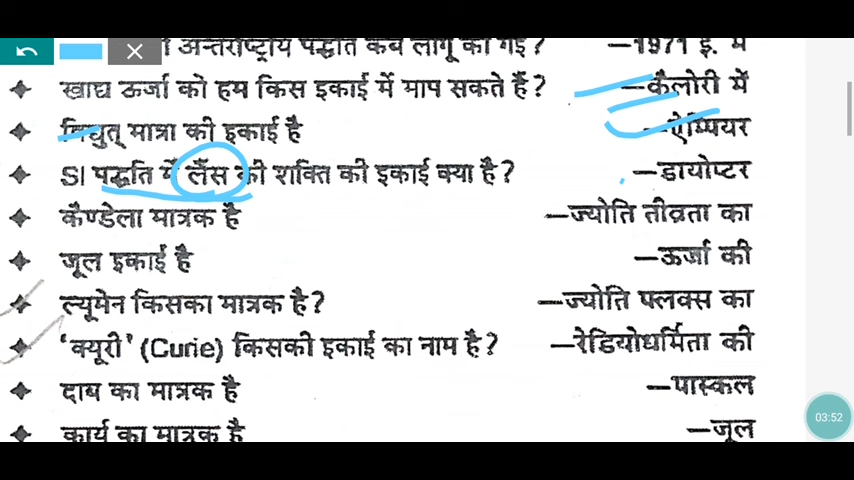 अन्तर्राष्ट्रीय पद्धति कब लागू की गई? —1971 ई. में
खाद्य ऊर्जा को हम किस इकाई में माप सकते हैं? —कैलोरी में
विद्युत् मात्रा की इकाई है —ऐम्पियर
SI पद्धति में लेंस की शक्ति की इकाई क्या है? —डायोप्टर
कैण्डेला मात्रक है —ज्योति तीव्रता का
जूल इकाई है —ऊर्जा की
ल्यूमेन किसका मात्रक है? —ज्योति फ्लक्स का
'क्यूरी' (Curie) किसकी इकाई का नाम है? —रेडियोधर्मिता की
दाब का मात्रक है —पास्कल
कार्य का मात्रक है —जूल
03:52